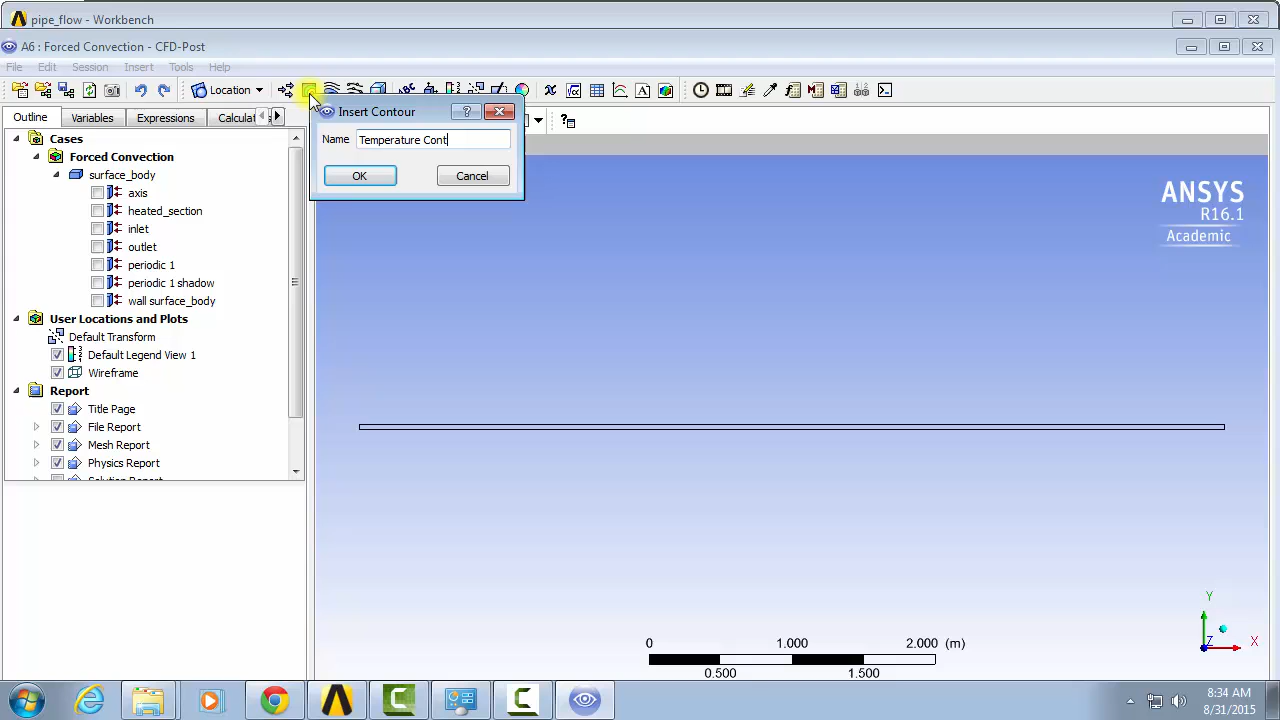 pipe_flow - Workbench
A6 : Forced Convection - CFD-Post
File Edit Session Insert Tools Help
Location
Outline Variables Expressions Calculat
Insert Contour
Name Temperature Cont
OK Cancel
Cases
Forced Convection
surface_body
axis
heated_section
inlet
outlet
periodic 1
periodic 1 shadow
wall surface_body
User Locations and Plots
Default Transform
Default Legend View 1
Wireframe
Report
Title Page
File Report
Mesh Report
Physics Report
Solution Report
ANSYS
R16.1
Academic
Y
X
Z
0 1.000 2.000 (m)
0.500 1.500
8:34 AM
8/31/2015